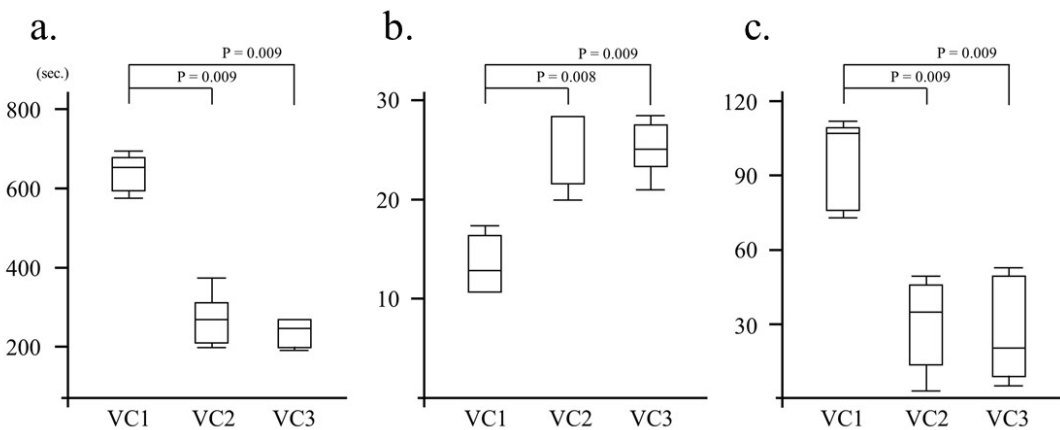 a.
P = 0.009
(sec.)
P = 0.009
800
600
400
200
VC1 VC2 VC3
b.
P = 0.009
P = 0.008
30
20
10
VC1 VC2 VC3
c.
P = 0.009
P = 0.009
120
90
60
30
VC1 VC2 VC3